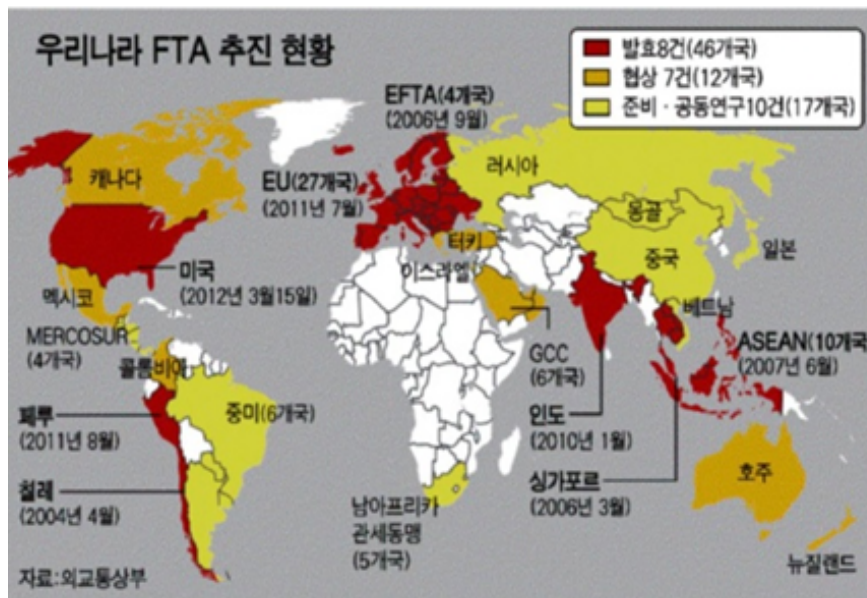 우리나라 FTA 추진 현황
발효8건(46개국)
협상 7건(12개국)
준비·공동연구10건(17개국)
EFTA(4개국)
(2006년 9월)
러시아
캐나다
EU(27개국)
(2011년 7월)
몽골
터키
일본
중국
이스라엘
미국
(2012년 3월15일)
멕시코
베트남
MERCOSUR
(4개국)
GCC
(6개국)
ASEAN(10개국
(2007년 6월)
콜롬비아
중미(6개국)
페루
(2011년 8월)
인도
(2010년 1월)
칠레
(2004년 4월)
싱가포르
(2006년 3월)
호주
남아프리카
관세동맹
(5개국)
뉴질랜드
자료:외교통상부